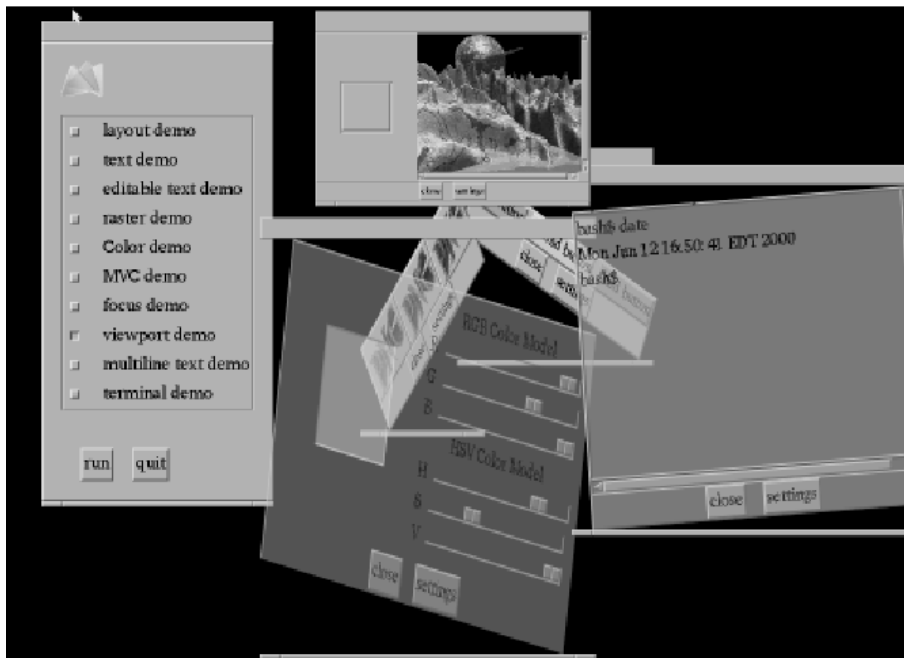 layout demo
text demo
editable text demo
raster demo
Color demo
MVC demo
focus demo
viewport demo
multiline text demo
terminal demo
run quit
close settings
close
bash$ date
Mon Jun 12 16:50:41 EDT 2000
bash$
RGB Color Model
G
B
HSV Color Model
H
S
V
close settings
close settings